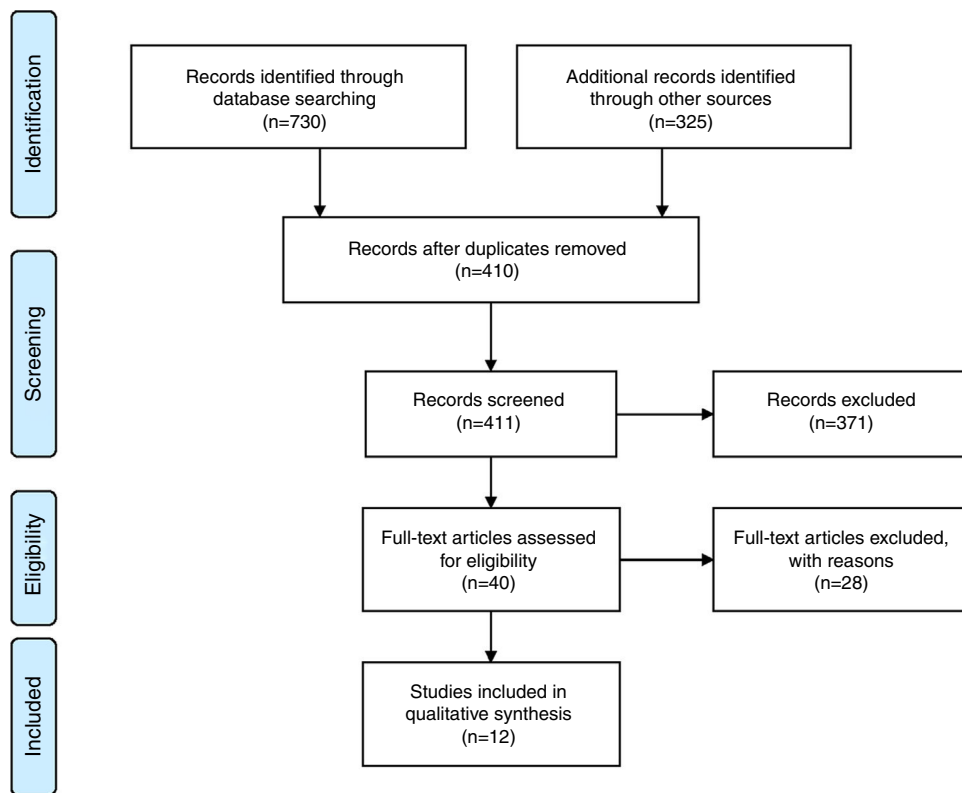 Identification
Records identified through
database searching
(n=730)
Additional records identified
through other sources
(n=325)
Records after duplicates removed
(n=410)
Screening
Records screened
(n=411)
Records excluded
(n=371)
Eligibility
Full-text articles assessed
for eligibility
(n=40)
Full-text articles excluded,
with reasons
(n=28)
Included
Studies included in
qualitative synthesis
(n=12)